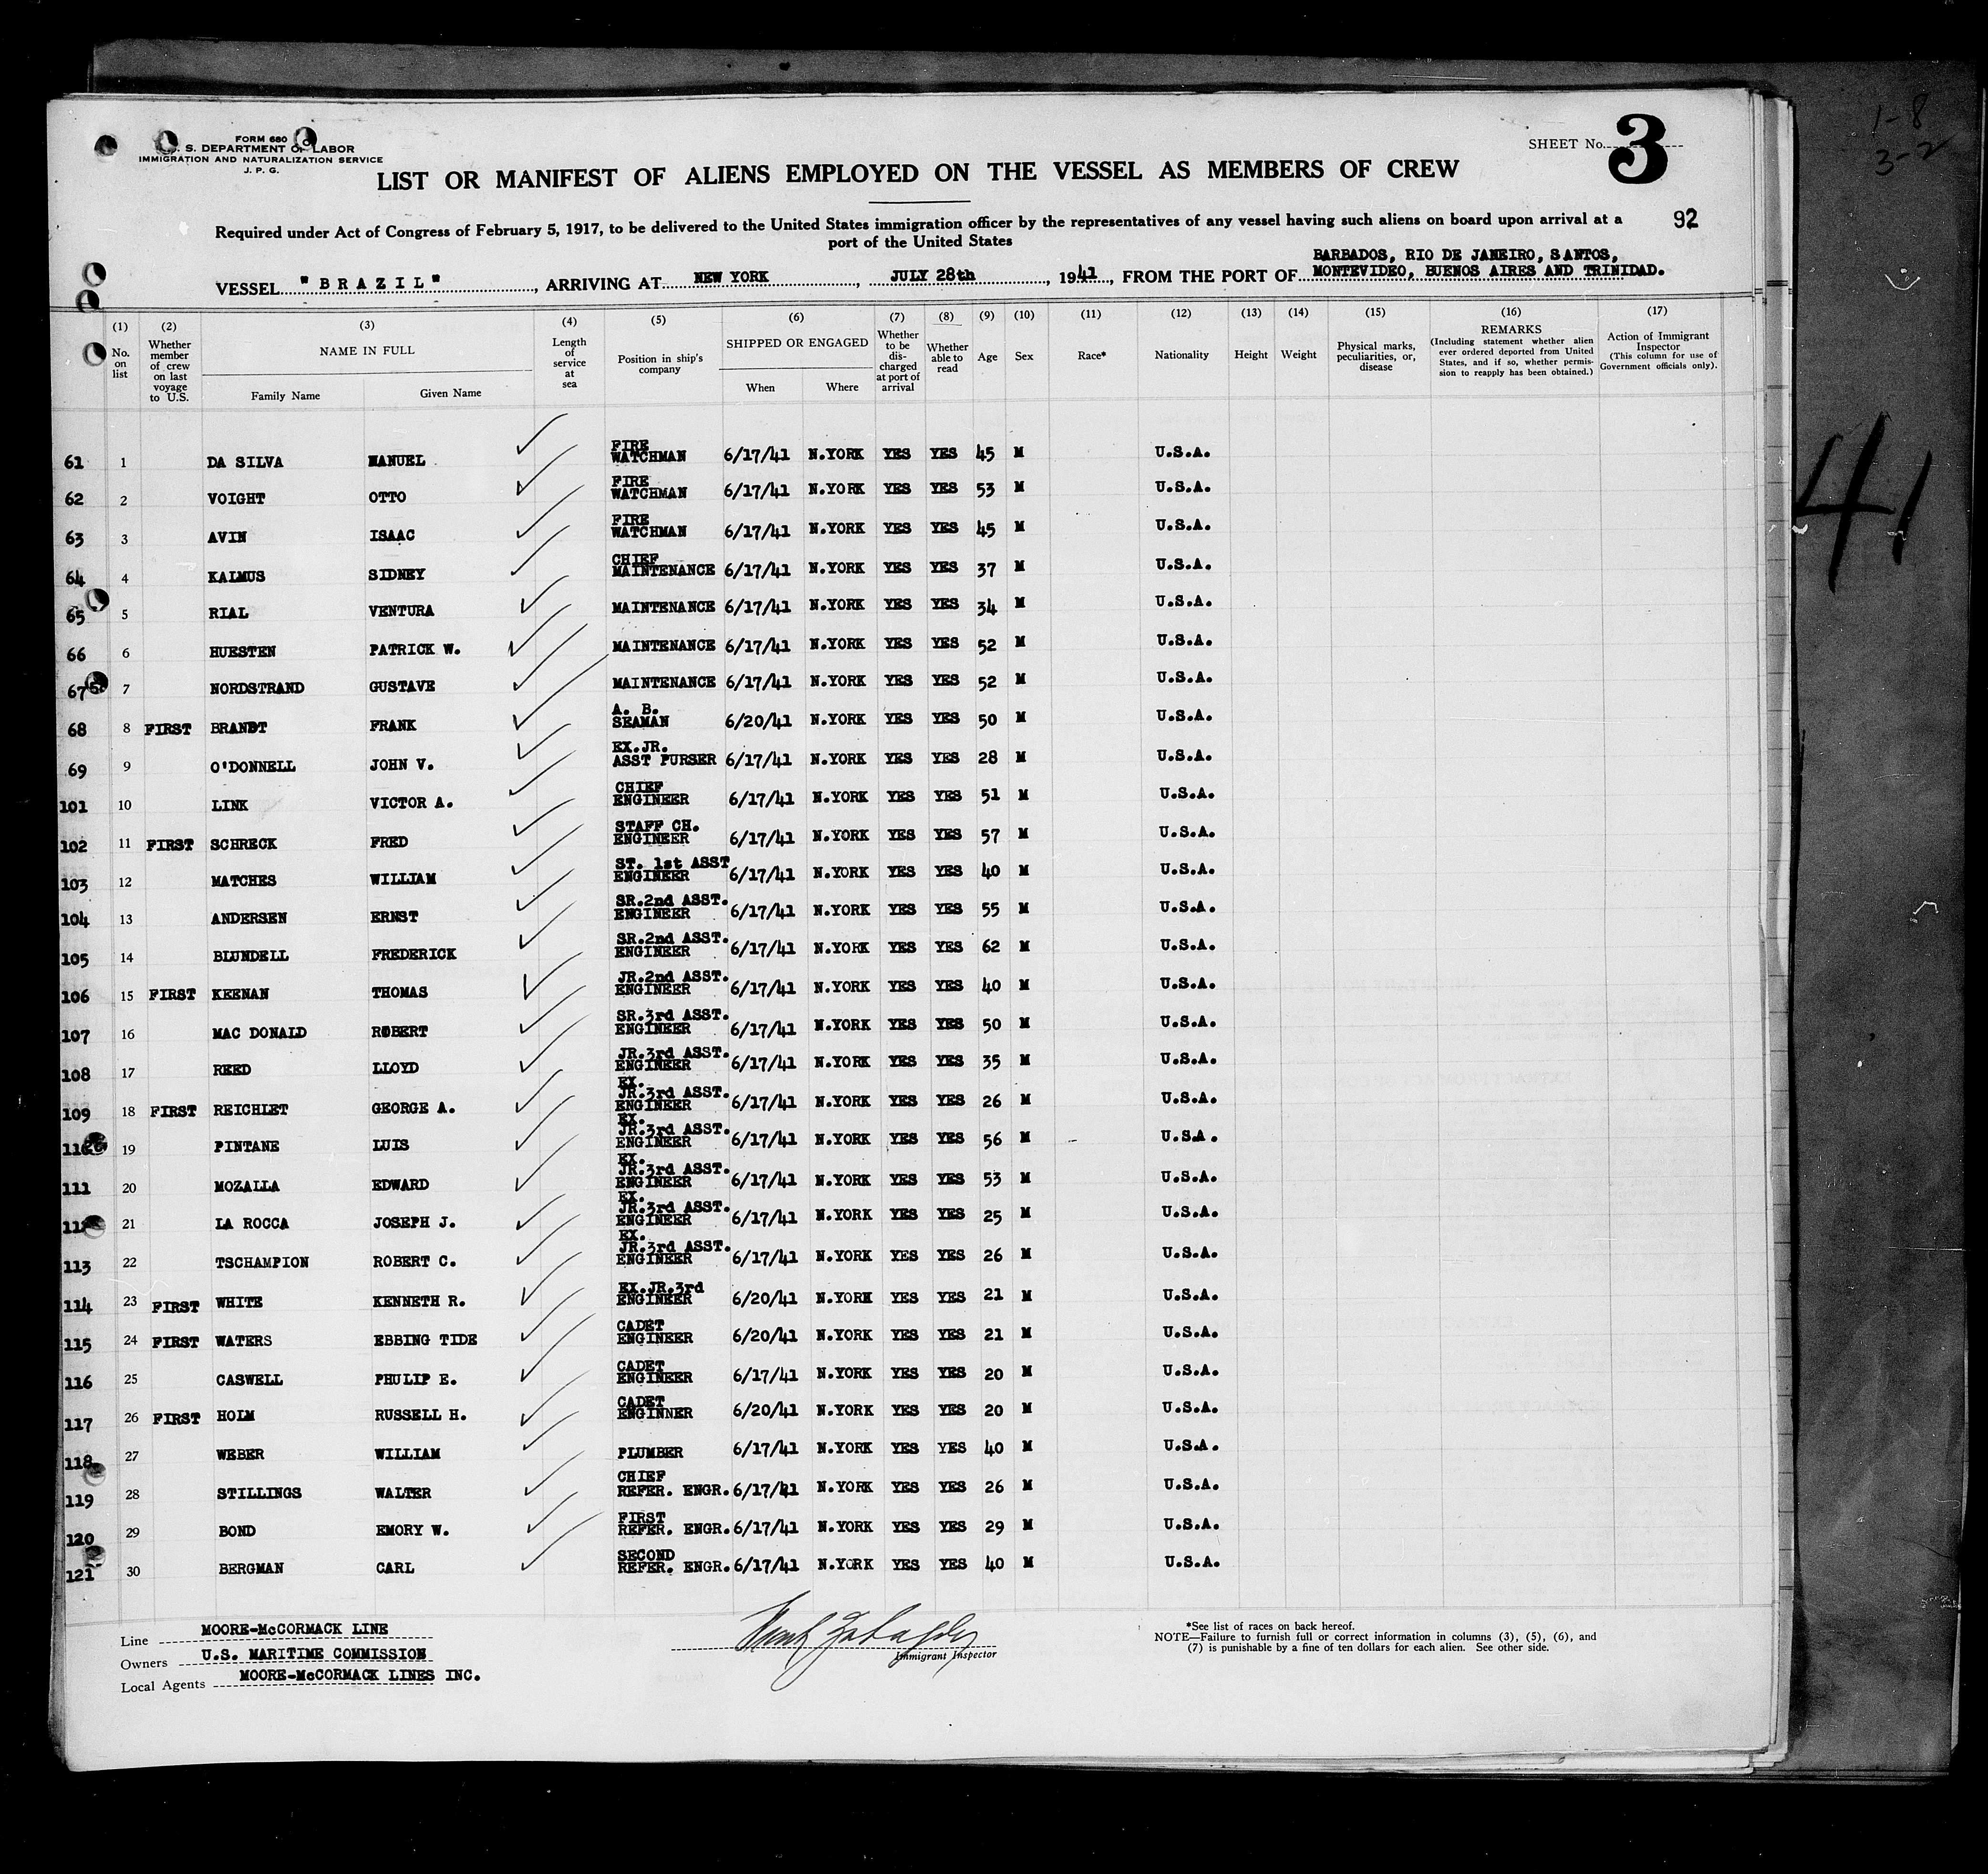 FORM 680
U. S. DEPARTMENT OF LABOR
IMMIGRATION AND NATURALIZATION SERVICE
J. P. G.
SHEET No. 3
LIST OR MANIFEST OF ALIENS EMPLOYED ON THE VESSEL AS MEMBERS OF CREW
92
Required under Act of Congress of February 5, 1917, to be delivered to the United States immigration officer by the representatives of any vessel having such aliens on board upon arrival at a
port of the United States
VESSEL "BRAZIL", ARRIVING AT NEW YORK, JULY 28th, 1941, FROM THE PORT OF BARBADOS, RIO DE JANEIRO, SANTOS,
MONTEVIDEO, BUENOS AIRES AND TRINIDAD.
(1) No. on list
(2) Whether member of crew on last voyage to U.S.
(3) NAME IN FULL Family Name Given Name
(4) Length of service at sea
(5) Position in ship's company
(6) SHIPPED OR ENGAGED When Where
(7) Whether to be discharged at port of arrival
(8) Whether able to read
(9) Age
(10) Sex
(11) Race*
(12) Nationality
(13) Height
(14) Weight
(15) Physical marks, peculiarities, or, disease
(16) REMARKS (Including statement whether alien ever ordered deported from United States, and if so, whether permission to reapply has been obtained.)
(17) Action of Immigrant Inspector (This column for use of Government officials only).
61 1 DA SILVA MANUEL FIRE WATCHMAN 6/17/41 N.YORK YES YES 45 M U.S.A.
62 2 VOIGHT OTTO FIRE WATCHMAN 6/17/41 N.YORK YES YES 53 M U.S.A.
63 3 AVIN ISAAC FIRE WATCHMAN 6/17/41 N.YORK YES YES 45 M U.S.A.
64 4 KALMUS SIDNEY CHIEF MAINTENANCE 6/17/41 N.YORK YES YES 37 M U.S.A.
65 5 RIAL VENTURA MAINTENANCE 6/17/41 N.YORK YES YES 34 M U.S.A.
66 6 HUESTEN PATRICK W. MAINTENANCE 6/17/41 N.YORK YES YES 52 M U.S.A.
67 7 NORDSTRAND GUSTAVE MAINTENANCE 6/17/41 N.YORK YES YES 52 M U.S.A.
68 8 FIRST BRANDT FRANK A. B. SEAMAN 6/20/41 N.YORK YES YES 50 M U.S.A.
69 9 O'DONNELL JOHN V. EX.JR. ASST PURSER 6/17/41 N.YORK YES YES 28 M U.S.A.
101 10 LINK VICTOR A. CHIEF ENGINEER 6/17/41 N.YORK YES YES 51 M U.S.A.
102 11 FIRST SCHRECK FRED STAFF CH. ENGINEER 6/17/41 N.YORK YES YES 57 M U.S.A.
103 12 MATCHES WILLIAM ST. 1st ASST ENGINEER 6/17/41 N.YORK YES YES 40 M U.S.A.
104 13 ANDERSEN ERNST SR.2nd ASST. ENGINEER 6/17/41 N.YORK YES YES 55 M U.S.A.
105 14 BLUNDELL FREDERICK SR.2nd ASST. ENGINEER 6/17/41 N.YORK YES YES 62 M U.S.A.
106 15 FIRST KEENAN THOMAS JR.2nd ASST. ENGINEER 6/17/41 N.YORK YES YES 40 M U.S.A.
107 16 MAC DONALD ROBERT SR.3rd ASST. ENGINEER 6/17/41 N.YORK YES YES 50 M U.S.A.
108 17 REED LLOYD JR.3rd ASST. ENGINEER 6/17/41 N.YORK YES YES 35 M U.S.A.
109 18 FIRST REICHLET GEORGE A. EX. JR.3rd ASST. ENGINEER 6/17/41 N.YORK YES YES 26 M U.S.A.
110 19 PINTANE LUIS EX. JR.3rd ASST. ENGINEER 6/17/41 N.YORK YES YES 56 M U.S.A.
111 20 MOZALLA EDWARD EX. JR.3rd ASST. ENGINEER 6/17/41 N.YORK YES YES 53 M U.S.A.
112 21 LA ROCCA JOSEPH J. EX. JR.3rd ASST. ENGINEER 6/17/41 N.YORK YES YES 25 M U.S.A.
113 22 TSCHAMPION ROBERT C. EX. JR.3rd ASST. ENGINEER 6/17/41 N.YORK YES YES 26 M U.S.A.
114 23 FIRST WHITE KENNETH R. EX.JR.3rd ENGINEER 6/20/41 N.YORK YES YES 21 M U.S.A.
115 24 FIRST WATERS EBBING TIDE CADET ENGINEER 6/20/41 N.YORK YES YES 21 M U.S.A.
116 25 CASWELL PHULIP E. CADET ENGINEER 6/17/41 N.YORK YES YES 20 M U.S.A.
117 26 FIRST HOLM RUSSELL H. CADET ENGINNER 6/20/41 N.YORK YES YES 20 M U.S.A.
118 27 WEBER WILLIAM PLUMBER 6/17/41 N.YORK YES YES 40 M U.S.A.
119 28 STILLINGS WALTER CHIEF REFER. ENGR. 6/17/41 N.YORK YES YES 26 M U.S.A.
120 29 BOND EMORY W. FIRST REFER. ENGR. 6/17/41 N.YORK YES YES 29 M U.S.A.
121 30 BERGMAN CARL SECOND REFER. ENGR. 6/17/41 N.YORK YES YES 40 M U.S.A.
Line MOORE-McCORMACK LINE
Owners U.S. MARITIME COMMISSION
Local Agents MOORE-McCORMACK LINES INC.
Immigrant Inspector
*See list of races on back hereof.
NOTE—Failure to furnish full or correct information in columns (3), (5), (6), and
(7) is punishable by a fine of ten dollars for each alien. See other side.
1-8
3-2
41